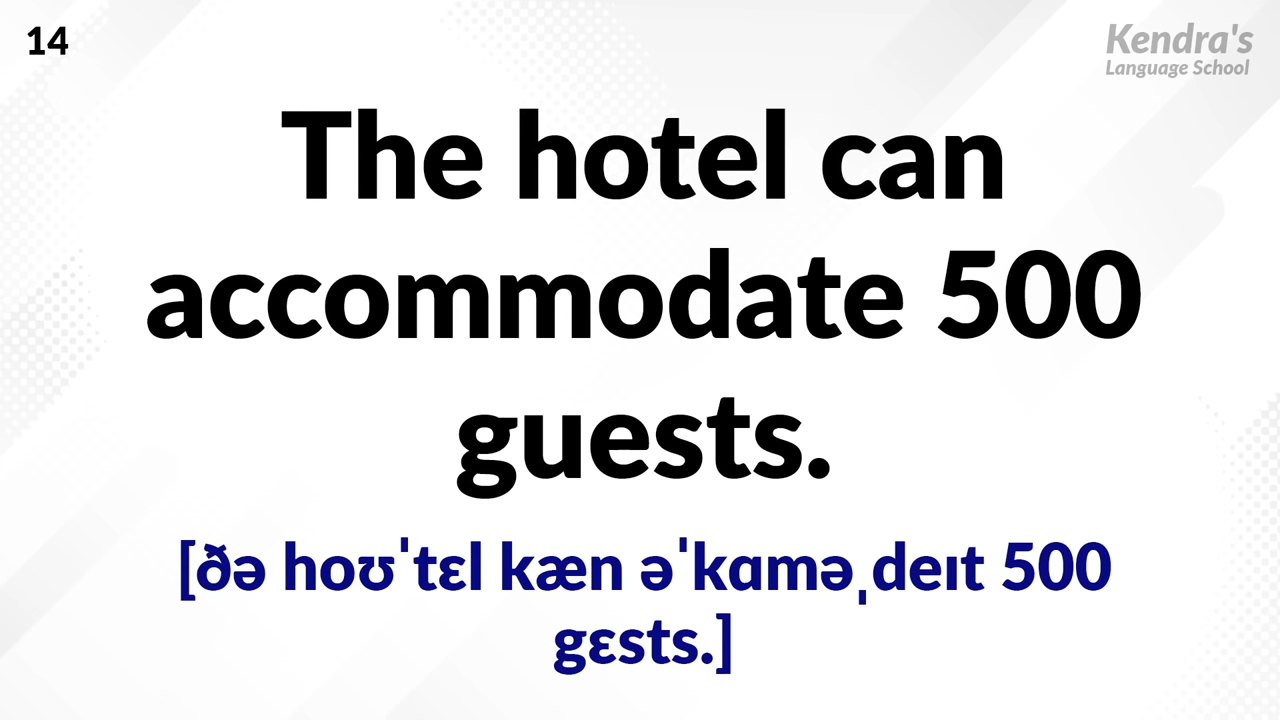 14
Kendra's
Language School
The hotel can
accommodate 500
guests.
[ðə hoʊˈtɛl kæn əˈkɑməˌdeɪt 500
gɛsts.]